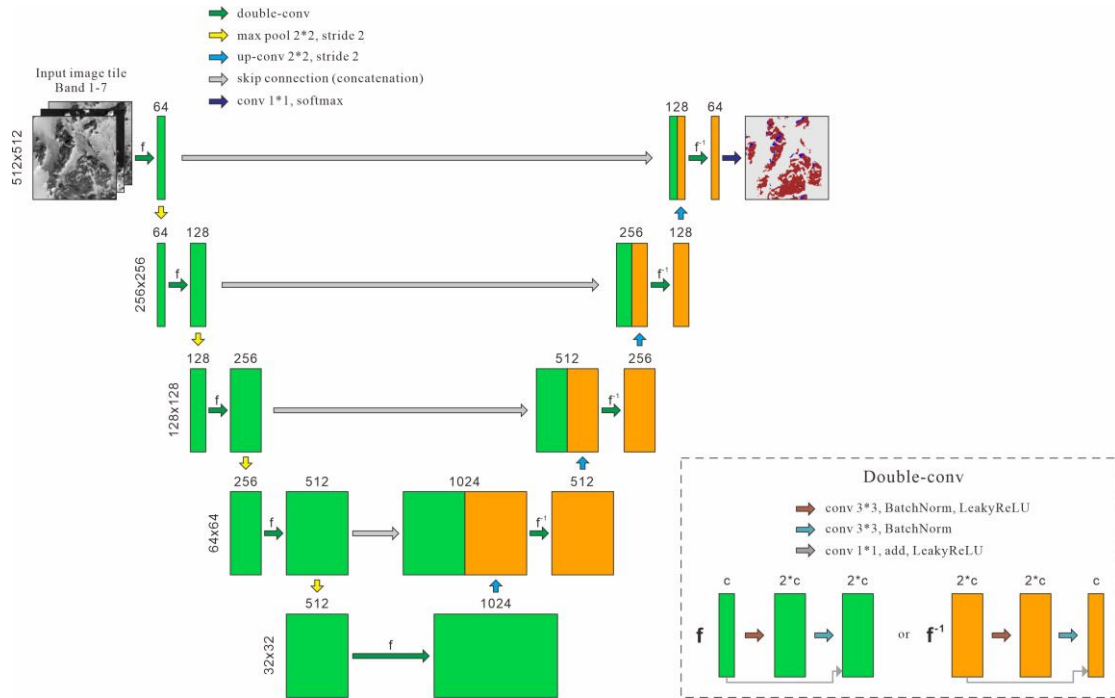 double-conv
max pool 2*2, stride 2
up-conv 2*2, stride 2
skip connection (concatenation)
conv 1*1, softmax
Input image tile
Band 1-7
512x512
64
f
128
64
f⁻¹
256x256
64
128
f
256
128
f⁻¹
128x128
128
256
f
512
256
f⁻¹
64x64
256
512
f
1024
512
f⁻¹
32x32
512
f
1024
Double-conv
conv 3*3, BatchNorm, LeakyReLU
conv 3*3, BatchNorm
conv 1*1, add, LeakyReLU
c
2*c
2*c
2*c
2*c
c
f
or
f⁻¹